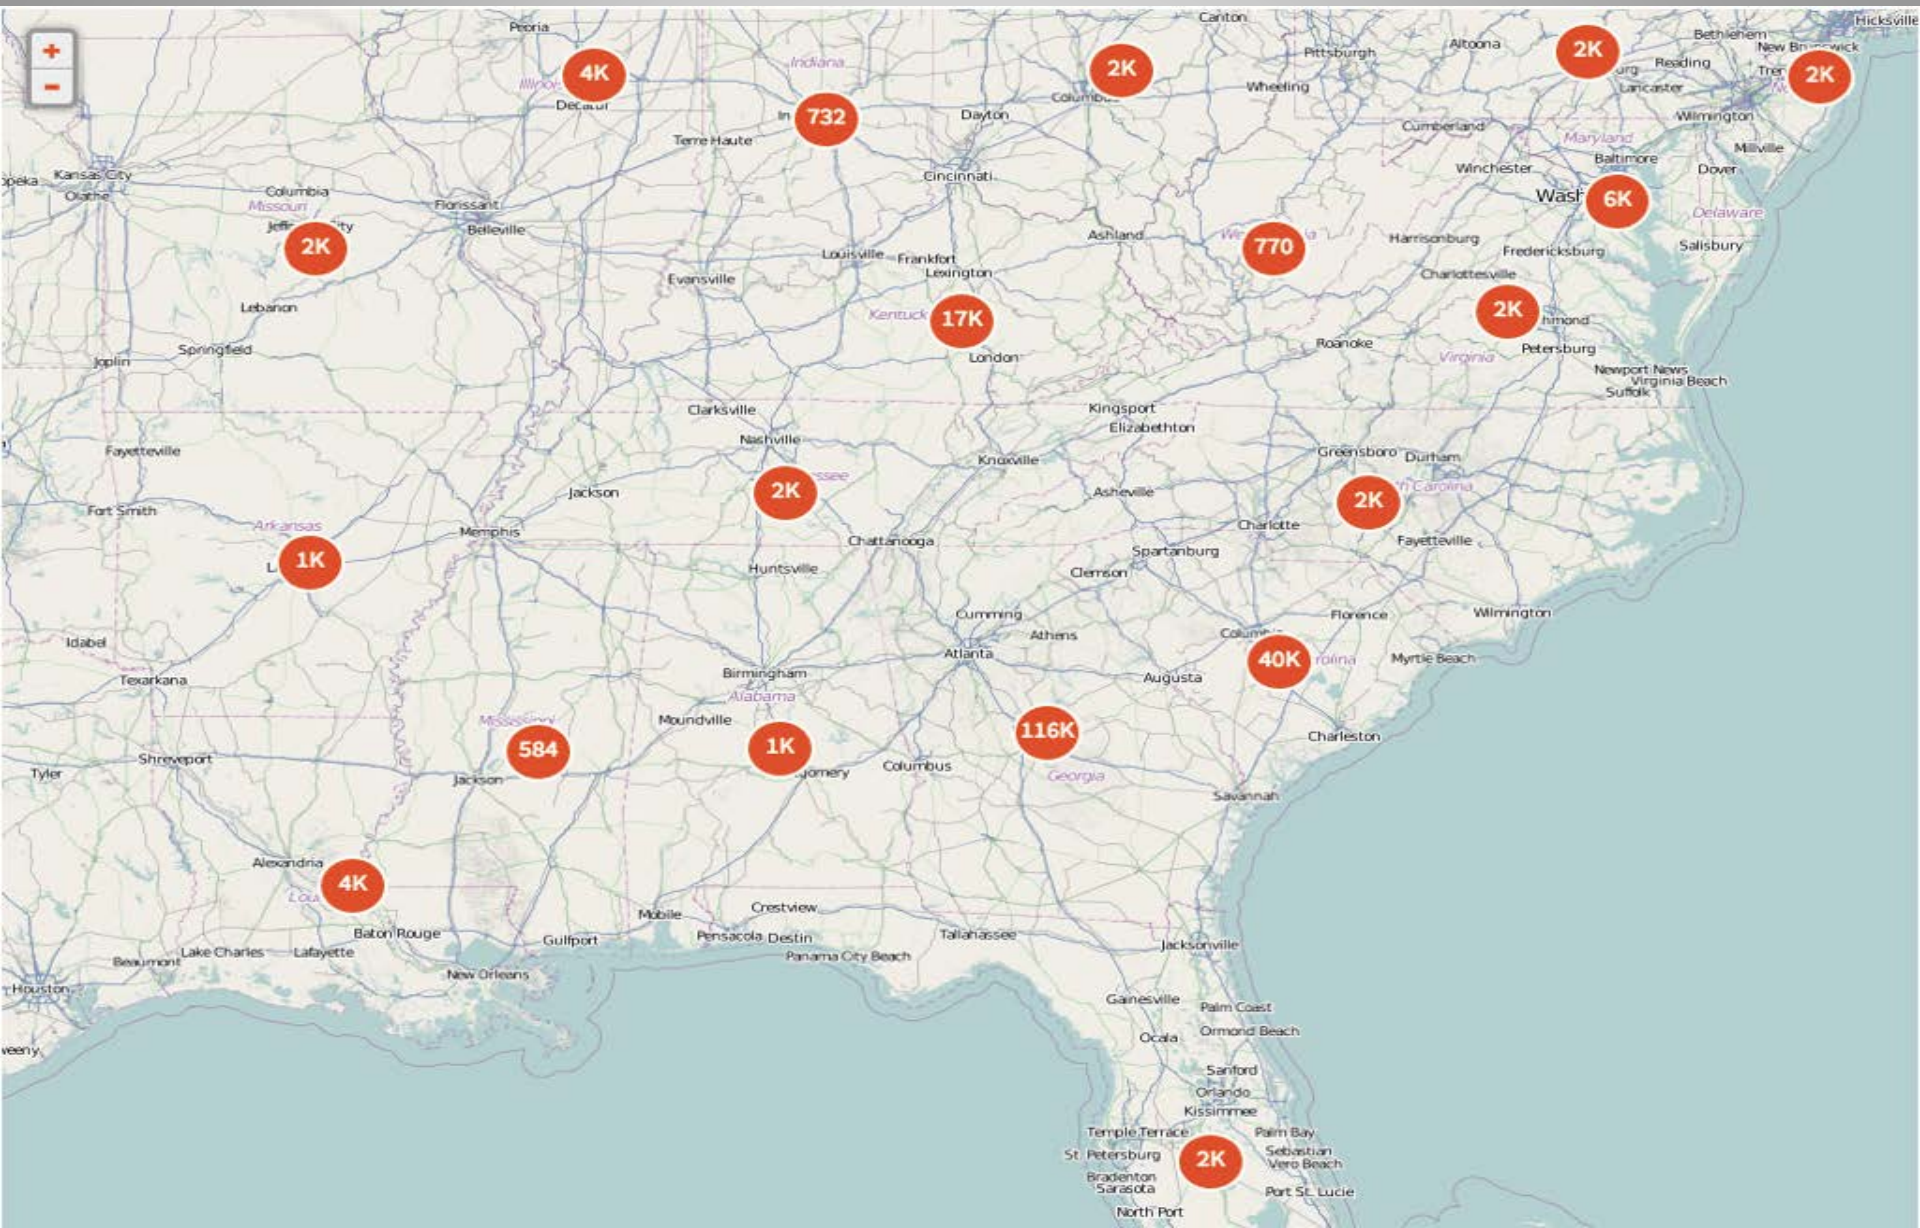 Hicksville
Canton
Peoria
Bethlehem
Altoona
New Brunswick
Pittsburgh
2K
+
Indiana
Reading
2K
4K
2K
Wheeling
Lancaster
−
Dayton
732
Wilmington
Cumberland
Terre Haute
Maryland
Millville
Baltimore
Winchester
Dover
Kansas City
Cincinnati
Olathe
Columbia
6K
Missouri
Florissant
Delaware
Belleville
Ashland
Harrisonburg
2K
770
Salisbury
Fredericksburg
Louisville
Frankfort
Lexington
Charlottesville
Evansville
Lebanon
2K
17K
Roanoke
Springfield
Petersburg
London
Virginia
Joplin
Newport News
Virginia Beach
Suffolk
Clarksville
Kingsport
Elizabethton
Nashville
Fayetteville
Greensboro
Durham
Knoxville
2K
Jackson
Asheville
2K
Fort Smith
Arkansas
Charlotte
Memphis
Chattanooga
Fayetteville
Spartanburg
1K
Huntsville
Clemson
Cumming
Florence
Wilmington
Athens
Idabel
Atlanta
40K
Myrtle Beach
Texarkana
Birmingham
Augusta
Alabama
Mississippi
Moundville
116K
Charleston
584
1K
Shreveport
Columbus
Tyler
Jackson
Georgia
Savannah
Alexandria
4K
Mobile
Crestview
Baton Rouge
Gulfport
Pensacola
Destin
Tallahassee
Jacksonville
Lake Charles
Lafayette
Beaumont
Panama City Beach
New Orleans
Houston
Gainesville
Palm Coast
Ormond Beach
Ocala
Sanford
Orlando
Kissimmee
Temple Terrace
Palm Bay
St. Petersburg
2K
Sebastian
Vero Beach
Bradenton
Sarasota
Port St. Lucie
North Port